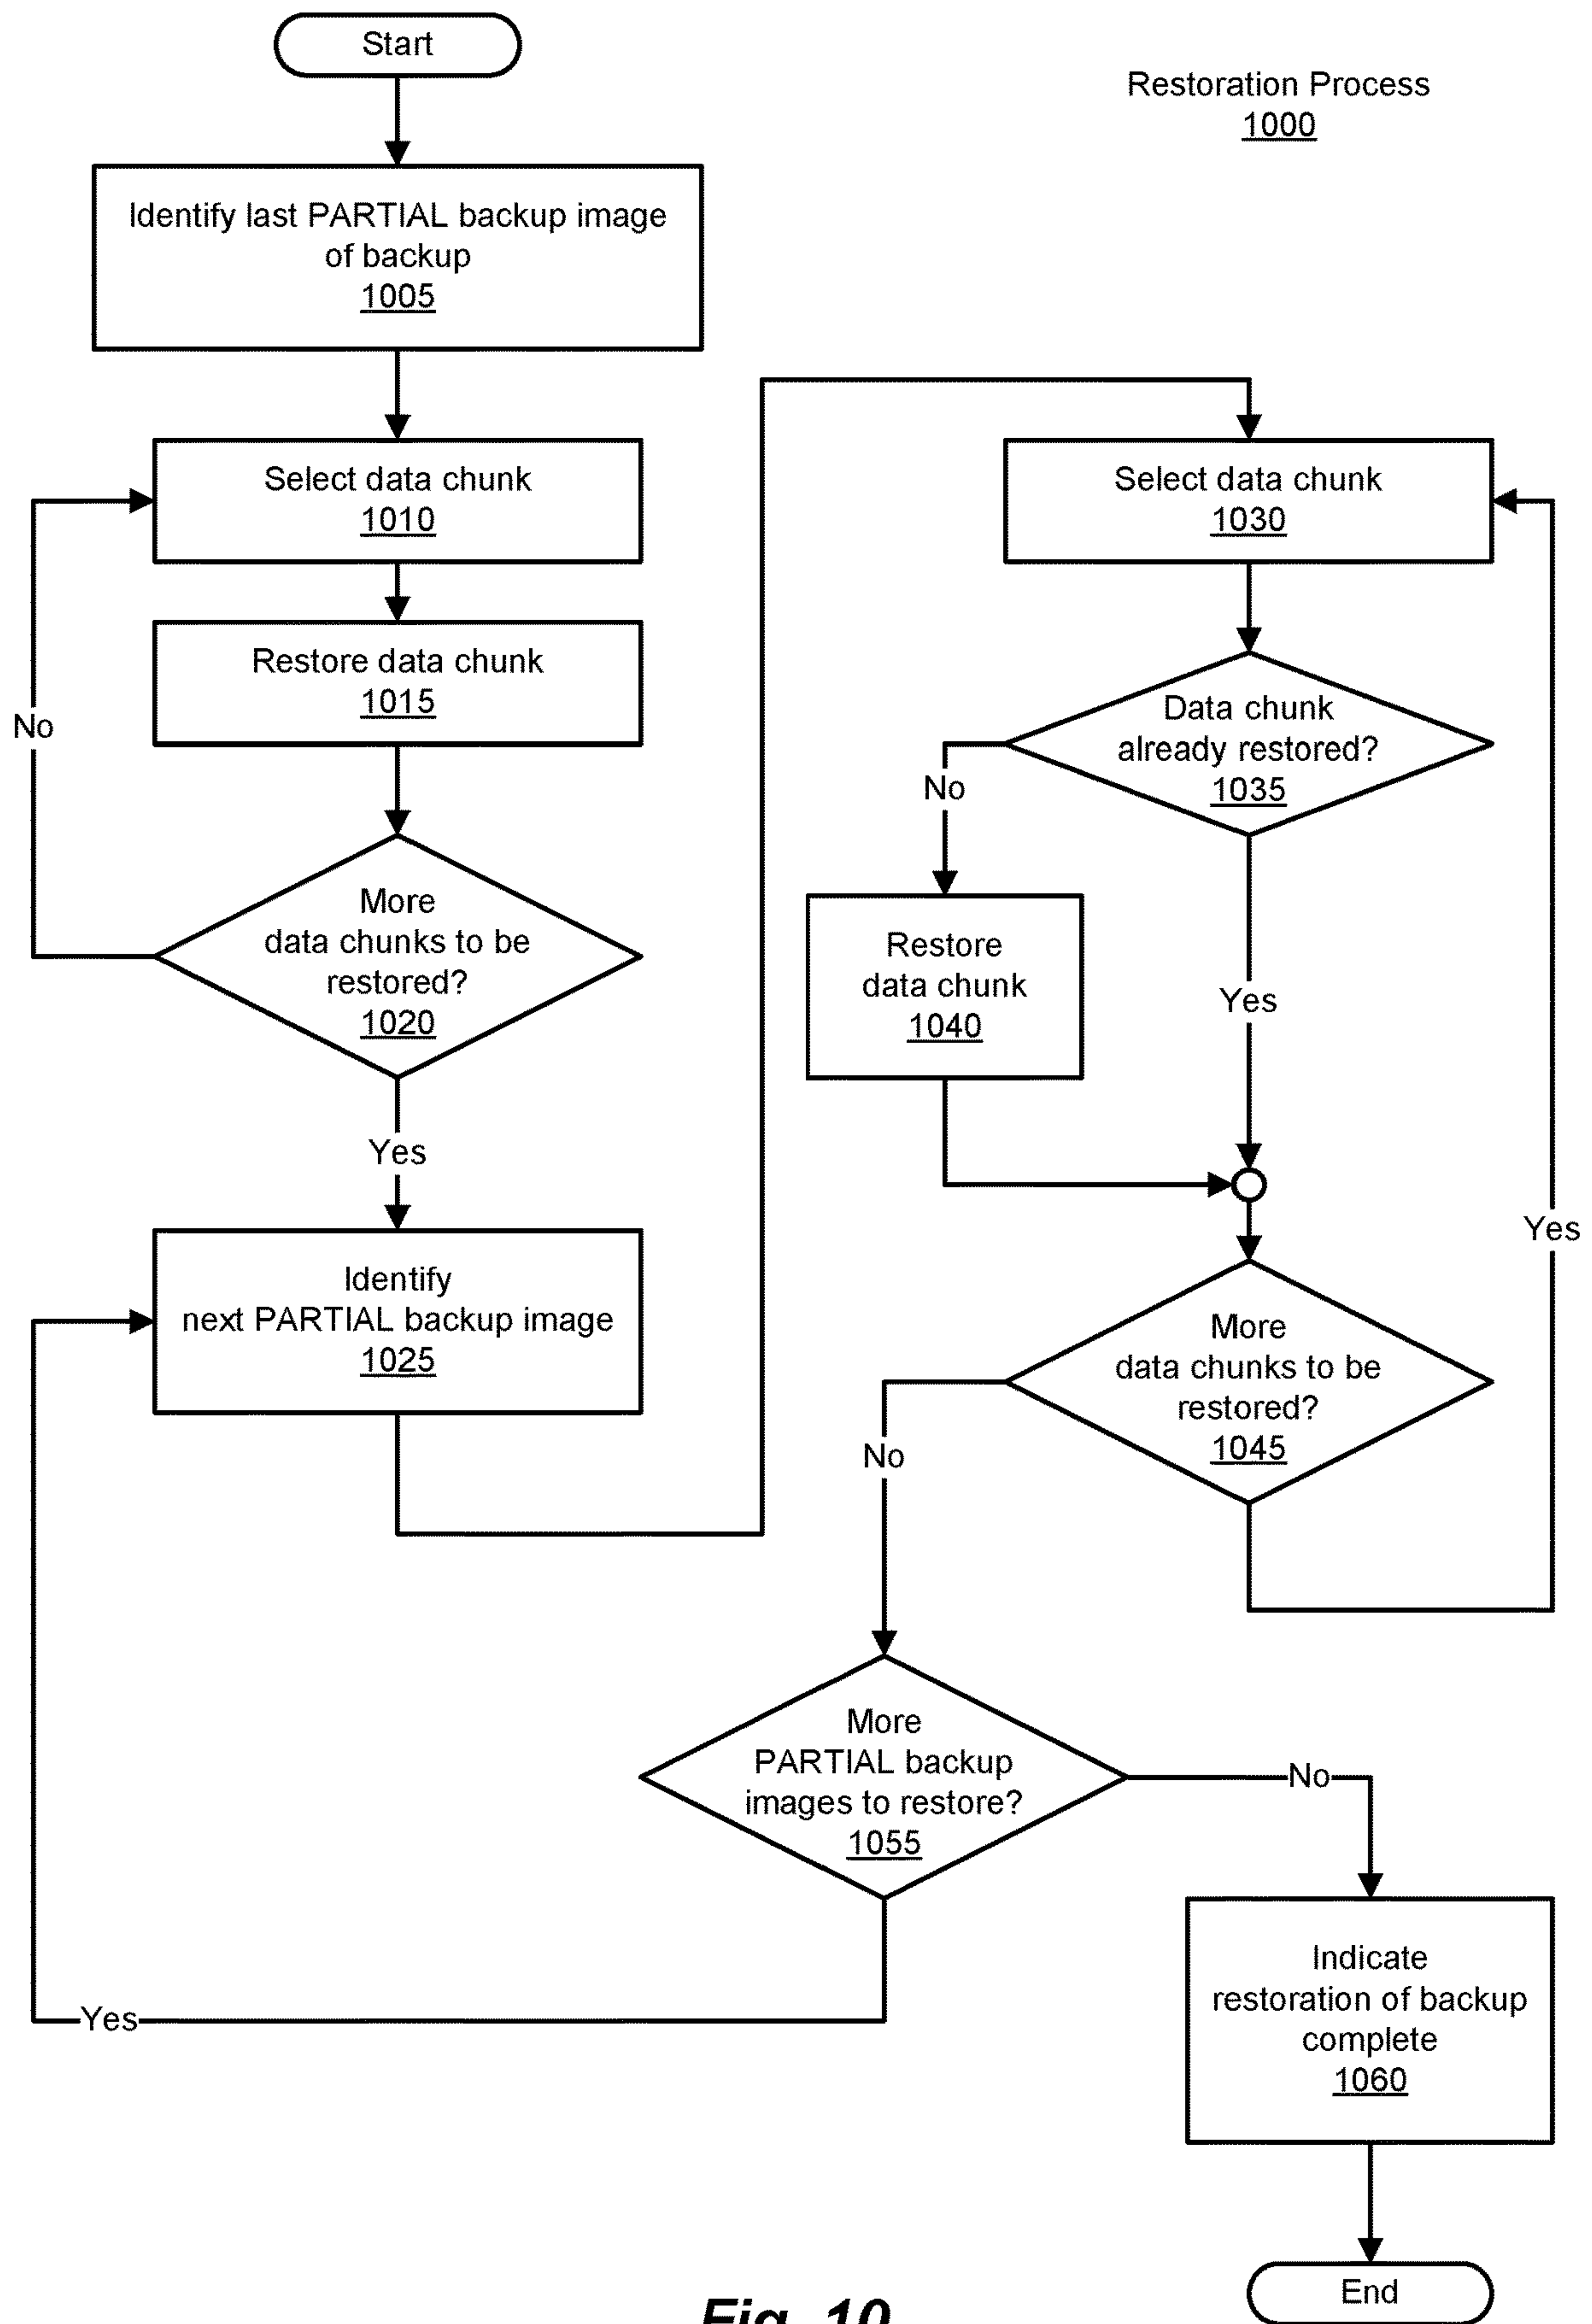 Start
Restoration Process
1000
Identify last PARTIAL backup image
of backup
1005
Select data chunk
1010
Restore data chunk
1015
No
More
data chunks to be
restored?
1020
Yes
Identify
next PARTIAL backup image
1025
Select data chunk
1030
Data chunk
already restored?
1035
No
Restore
data chunk
1040
Yes
More
data chunks to be
restored?
1045
Yes
No
More
PARTIAL backup
images to restore?
1055
No
Yes
Indicate
restoration of backup
complete
1060
End
Fig. 10